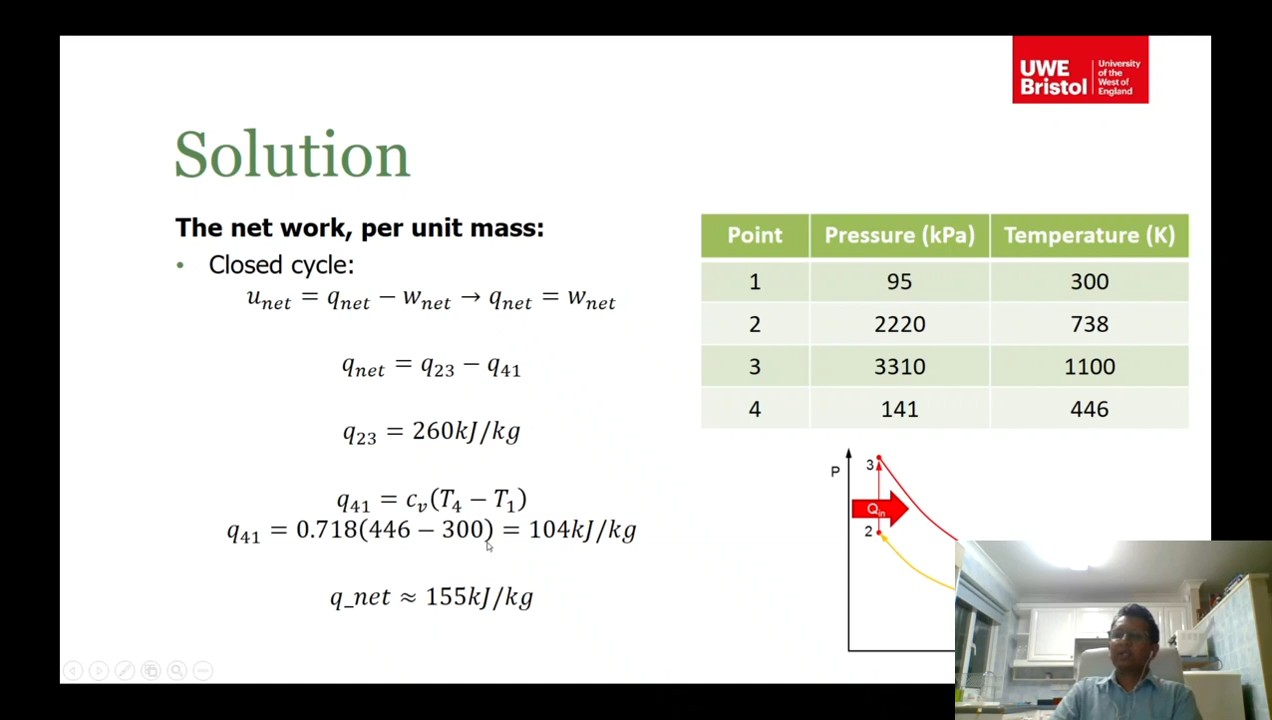 UWE Bristol
University of the West of England
Solution
The net work, per unit mass:
• Closed cycle:
u_net = q_net − w_net → q_net = w_net
q_net = q_23 − q_41
q_23 = 260kJ/kg
q_41 = c_v(T_4 − T_1)
q_41 = 0.718(446 − 300) = 104kJ/kg
q_net ≈ 155kJ/kg
Point Pressure (kPa) Temperature (K)
1 95 300
2 2220 738
3 3310 1100
4 141 446
P
3
Q_in
2